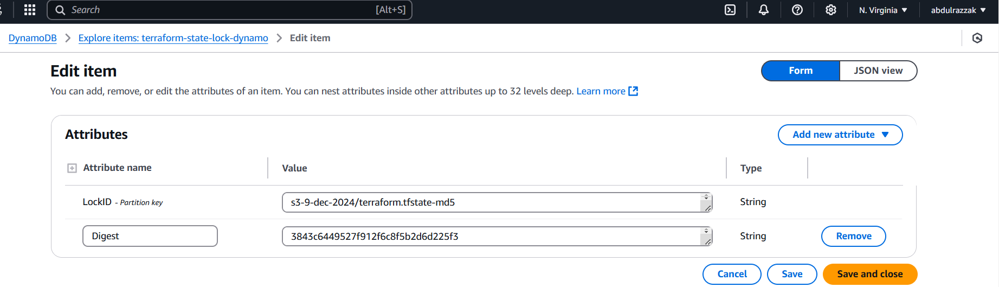 Search [Alt+S] N. Virginia abdulrazzak
DynamoDB Explore items: terraform-state-lock-dynamo Edit item
Edit item
Form JSON view
You can add, remove, or edit the attributes of an item. You can nest attributes inside other attributes up to 32 levels deep. Learn more
Attributes
Add new attribute
Attribute name Value Type
LockID - Partition key s3-9-dec-2024/terraform.tfstate-md5 String
Digest 3843c6449527f912f6c8f5b2d6d225f3 String Remove
Cancel Save Save and close